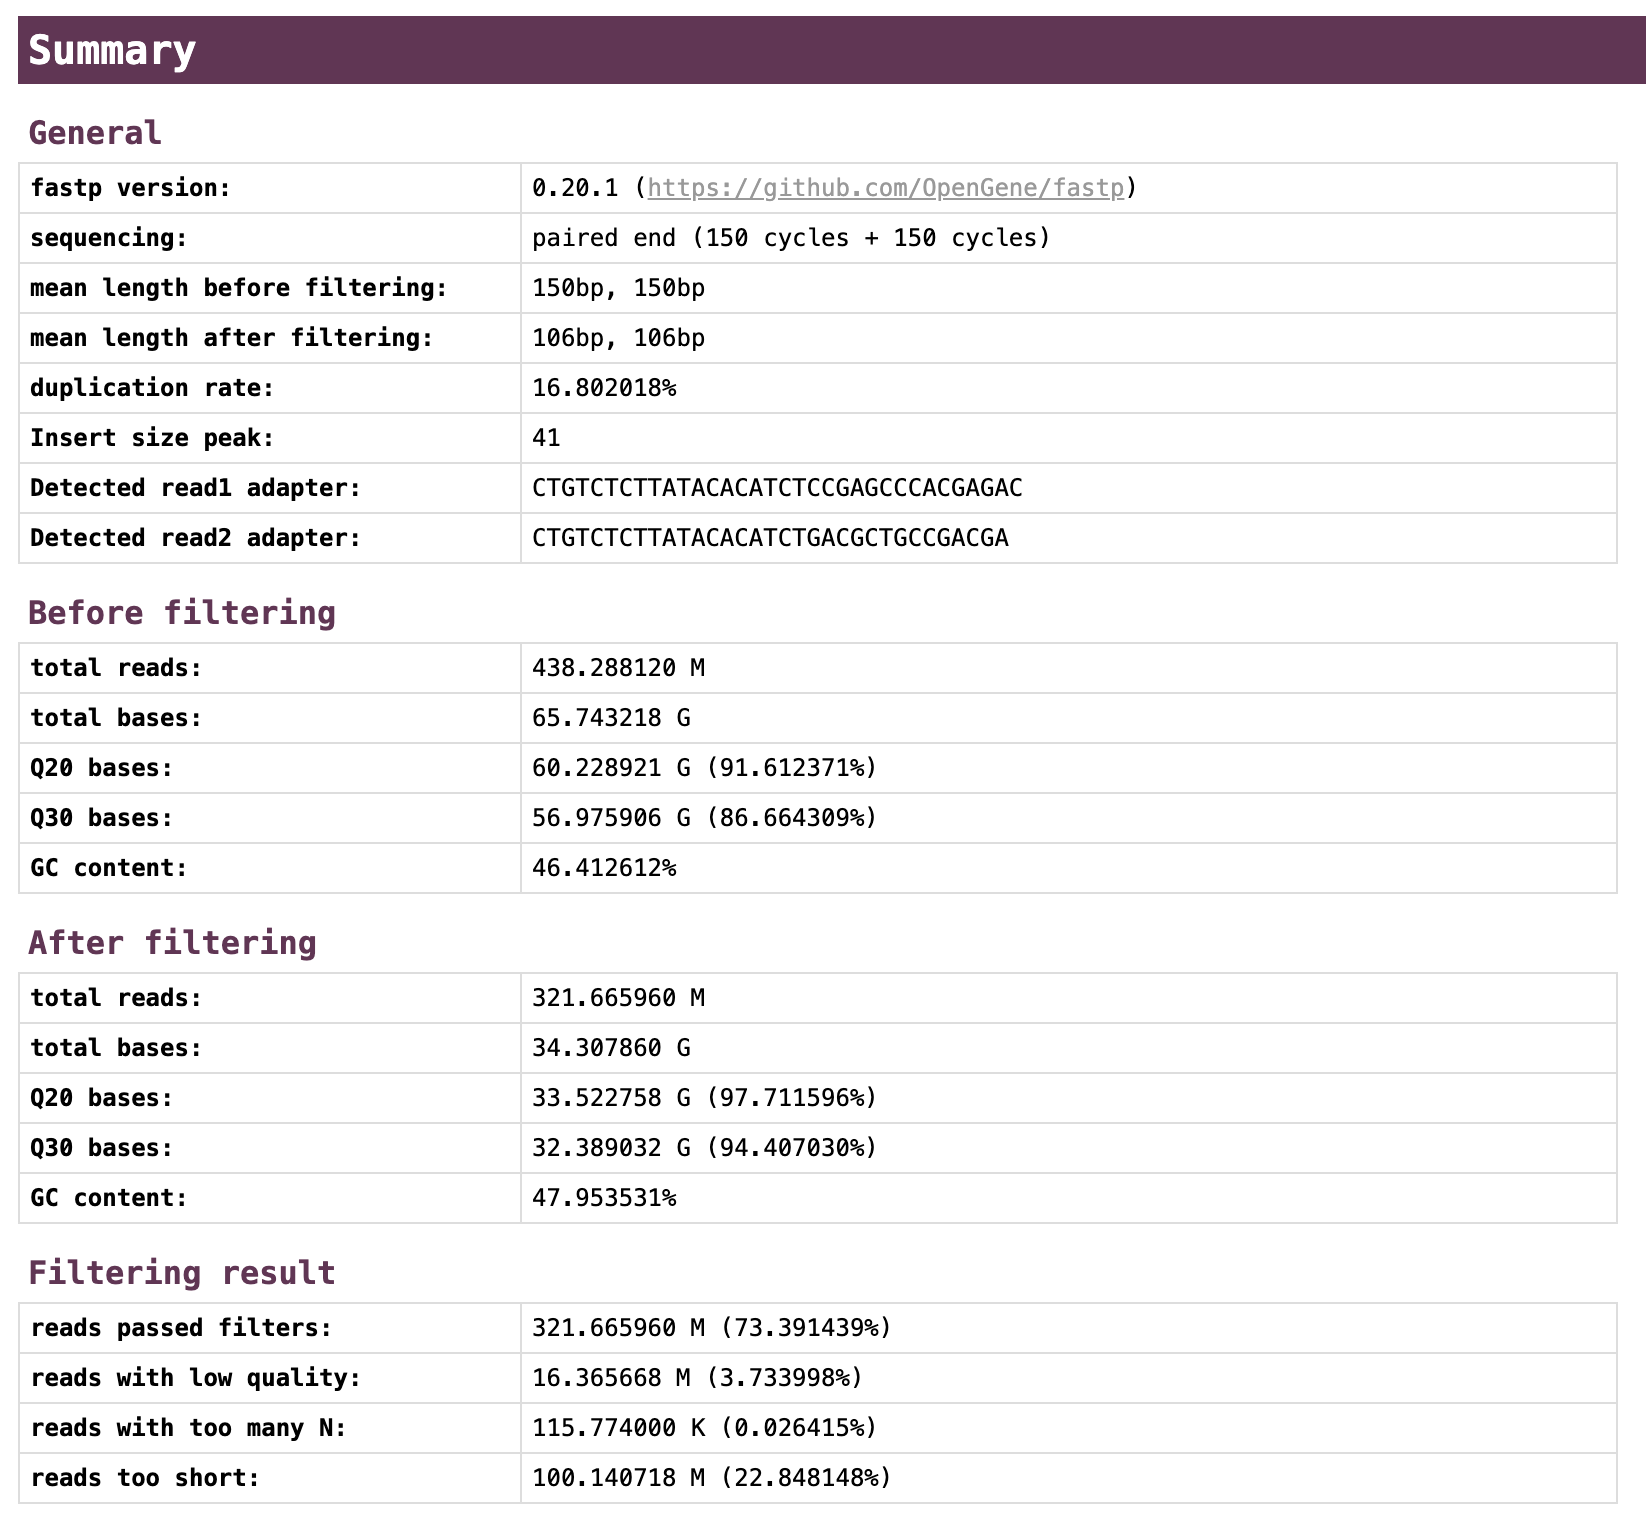 Summary
General
fastp version: 0.20.1 (https://github.com/OpenGene/fastp)
sequencing: paired end (150 cycles + 150 cycles)
mean length before filtering: 150bp, 150bp
mean length after filtering: 106bp, 106bp
duplication rate: 16.802018%
Insert size peak: 41
Detected read1 adapter: CTGTCTCTTATACACATCTCCGAGCCCACGAGAC
Detected read2 adapter: CTGTCTCTTATACACATCTGACGCTGCCGACGA
Before filtering
total reads: 438.288120 M
total bases: 65.743218 G
Q20 bases: 60.228921 G (91.612371%)
Q30 bases: 56.975906 G (86.664309%)
GC content: 46.412612%
After filtering
total reads: 321.665960 M
total bases: 34.307860 G
Q20 bases: 33.522758 G (97.711596%)
Q30 bases: 32.389032 G (94.407030%)
GC content: 47.953531%
Filtering result
reads passed filters: 321.665960 M (73.391439%)
reads with low quality: 16.365668 M (3.733998%)
reads with too many N: 115.774000 K (0.026415%)
reads too short: 100.140718 M (22.848148%)